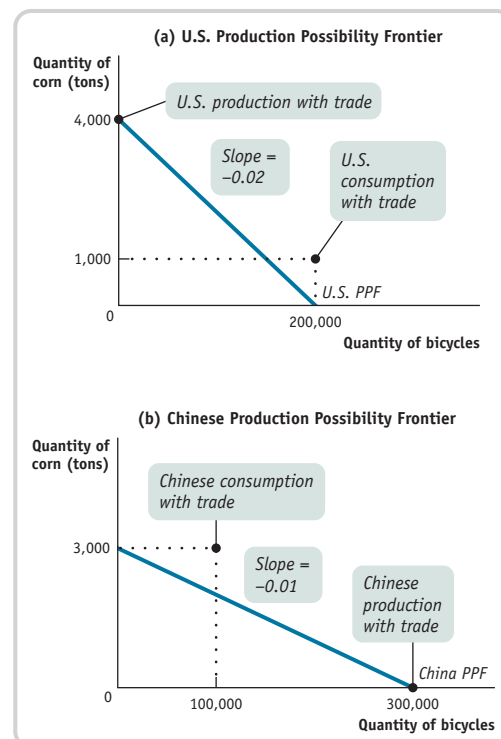 (a) U.S. Production Possibility Frontier
Quantity of
corn (tons)
4,000
U.S. production with trade
Slope =
–0.02
U.S.
consumption
with trade
1,000
U.S. PPF
0
200,000
Quantity of bicycles
(b) Chinese Production Possibility Frontier
Quantity of
corn (tons)
Chinese consumption
with trade
3,000
Slope =
–0.01
Chinese
production
with trade
China PPF
0
100,000
300,000
Quantity of bicycles